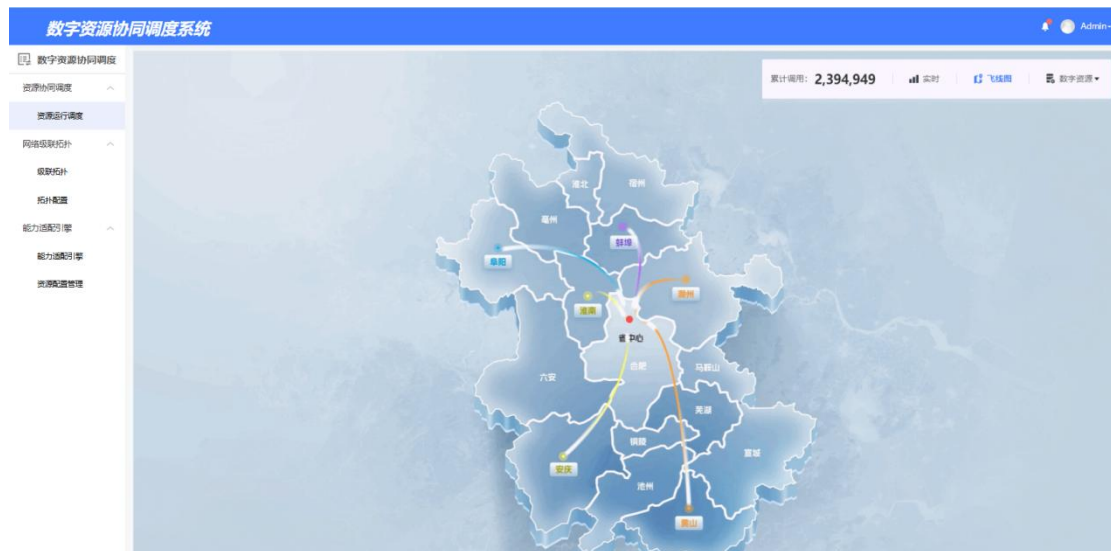 数字资源协同调度系统
Admin-
数字资源协同调度
资源协同调度
资源运行调度
网络级联拓扑
级联拓扑
拓扑配置
能力适配引擎
能力适配引擎
资源配置管理
累计调用: 2,394,949 实时 飞线图 数字资源
淮北 宿州
亳州
蚌埠
阜阳
滁州
淮南
省中心
合肥 马鞍山
六安
芜湖
铜陵
宣城
安庆
池州
黄山